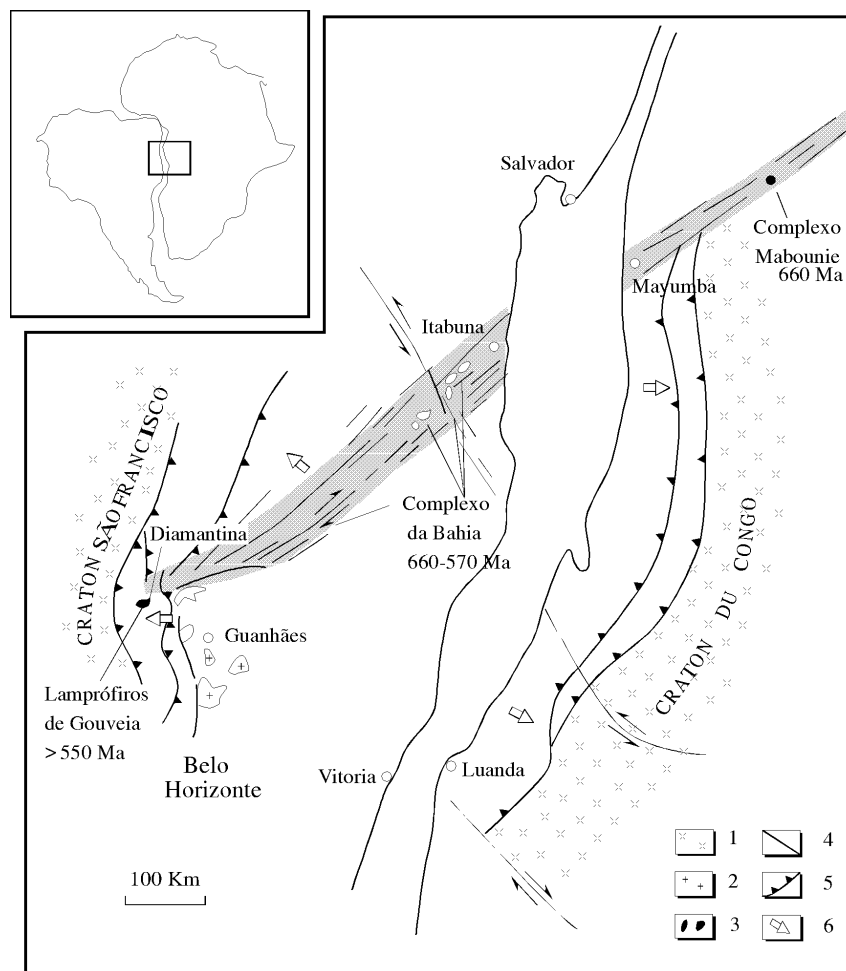 Salvador
Complexo
Mabounie
660 Ma
Mayumba
Itabuna
CRATON SÃO FRANCISCO
Diamantina
Complexo
da Bahia
660-570 Ma
CRATON DU CONGO
Guanhães
Lamprófiros
de Gouveia
>550 Ma
Belo
Horizonte
Vitoria
Luanda
100 Km
1
2
3
4
5
6